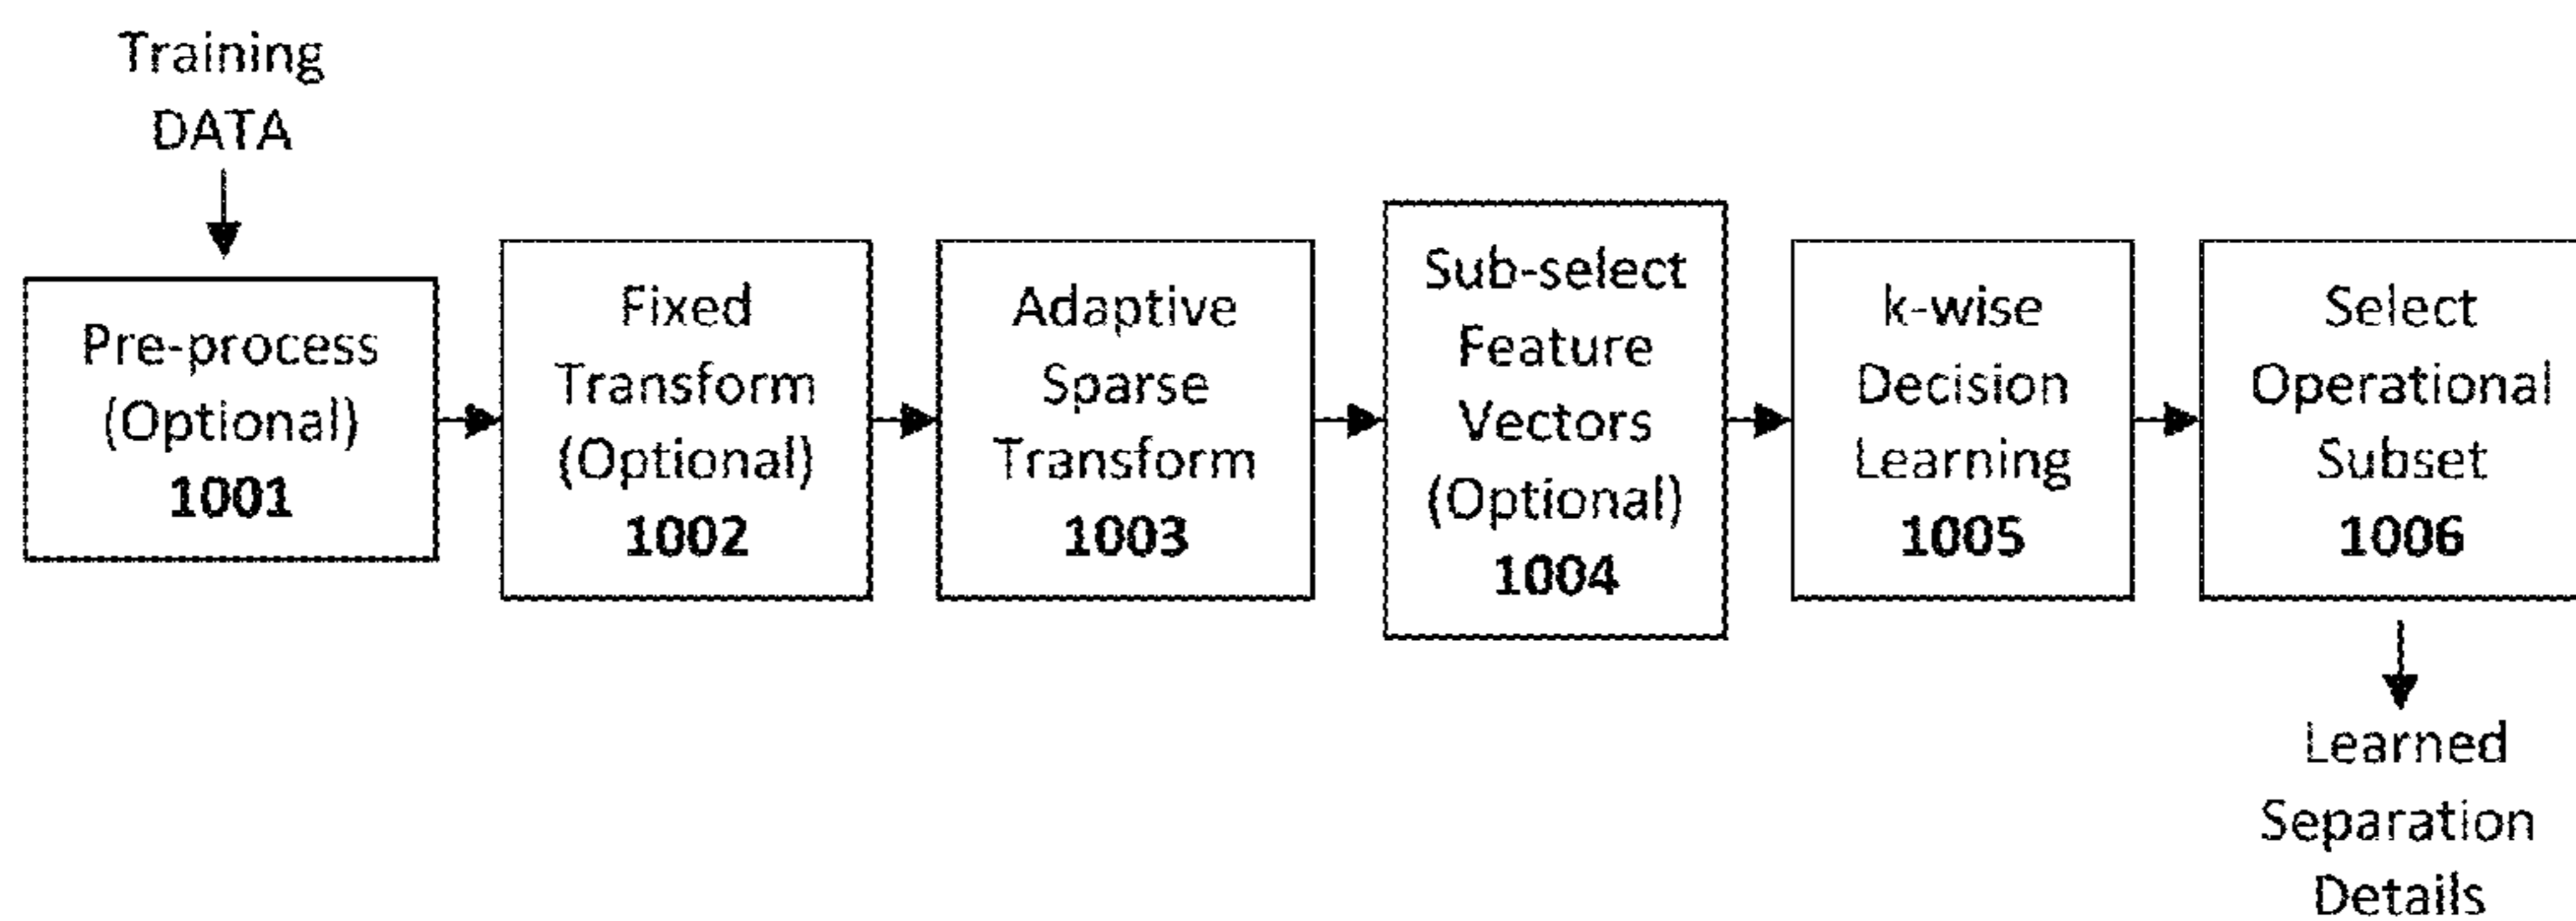 Training
DATA
Pre-process
(Optional)
1001
Fixed
Transform
(Optional)
1002
Adaptive
Sparse
Transform
1003
Sub-select
Feature
Vectors
(Optional)
1004
k-wise
Decision
Learning
1005
Select
Operational
Subset
1006
Learned
Separation
Details